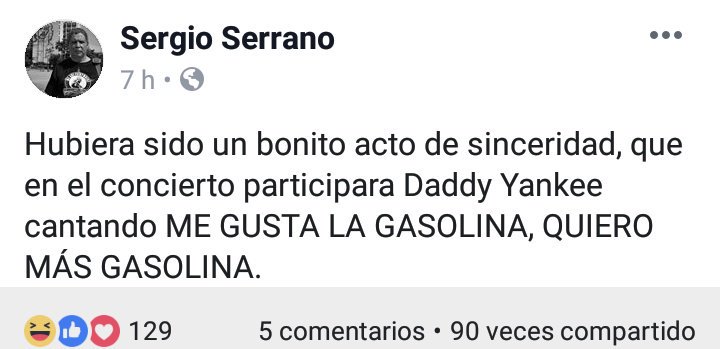 Sergio Serrano
7 h •
Hubiera sido un bonito acto de sinceridad, que
en el concierto participara Daddy Yankee
cantando ME GUSTA LA GASOLINA, QUIERO
MÁS GASOLINA.
129 5 comentarios • 90 veces compartido